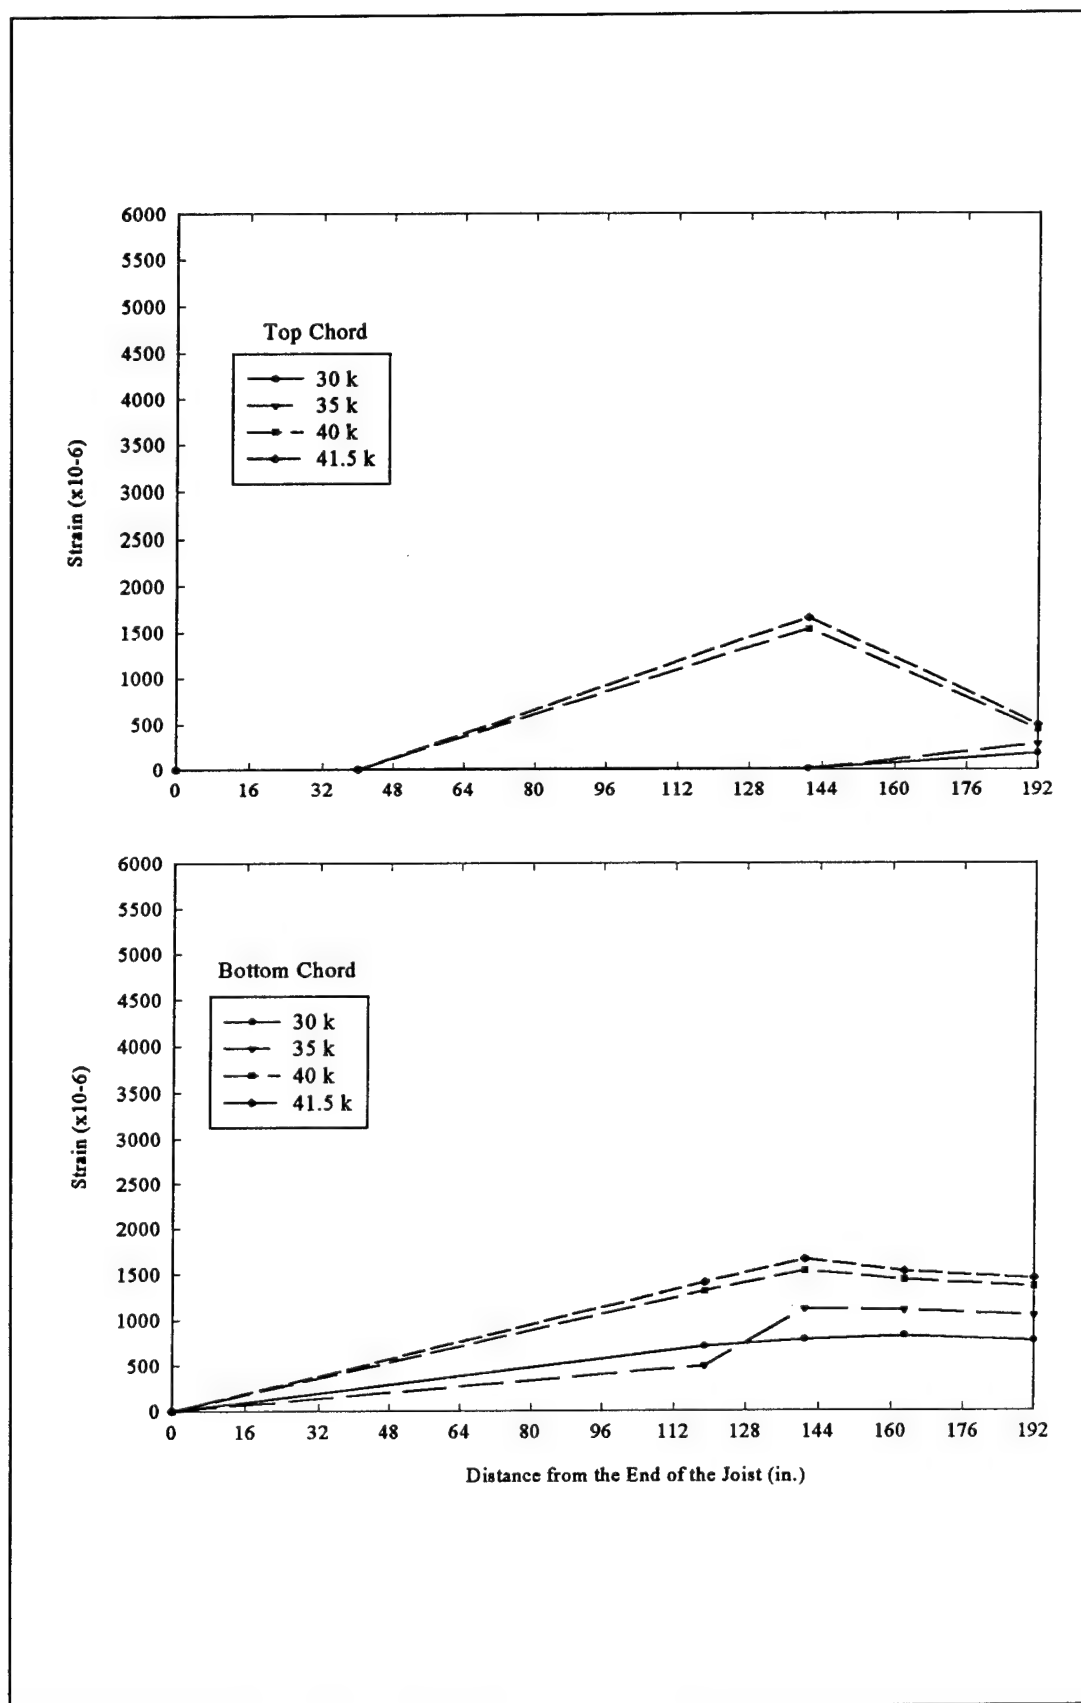 6000
5500
5000
4500
4000
3500
3000
2500
2000
1500
1000
500
0
Strain (x10-6)
Top Chord
30 k
35 k
40 k
41.5 k
0 16 32 48 64 80 96 112 128 144 160 176 192
6000
5500
5000
4500
4000
3500
3000
2500
2000
1500
1000
500
0
Strain (x10-6)
Bottom Chord
30 k
35 k
40 k
41.5 k
0 16 32 48 64 80 96 112 128 144 160 176 192
Distance from the End of the Joist (in.)